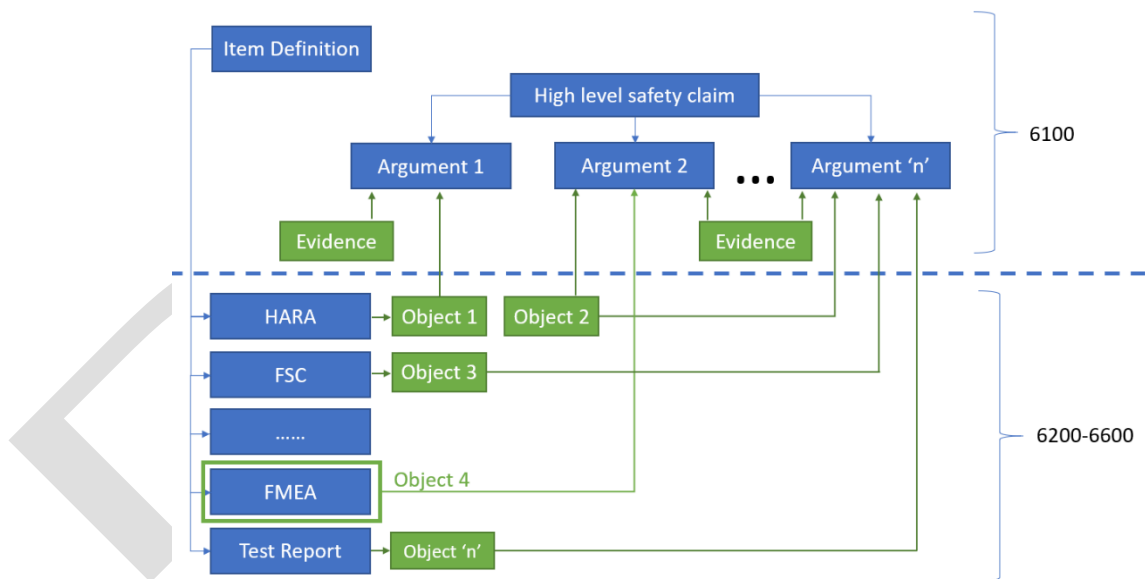 Item Definition
High level safety claim
6100
Argument 1
Argument 2
...
Argument ‘n’
Evidence
Evidence
HARA
Object 1
Object 2
FSC
Object 3
......
6200-6600
FMEA
Object 4
Test Report
Object ‘n’